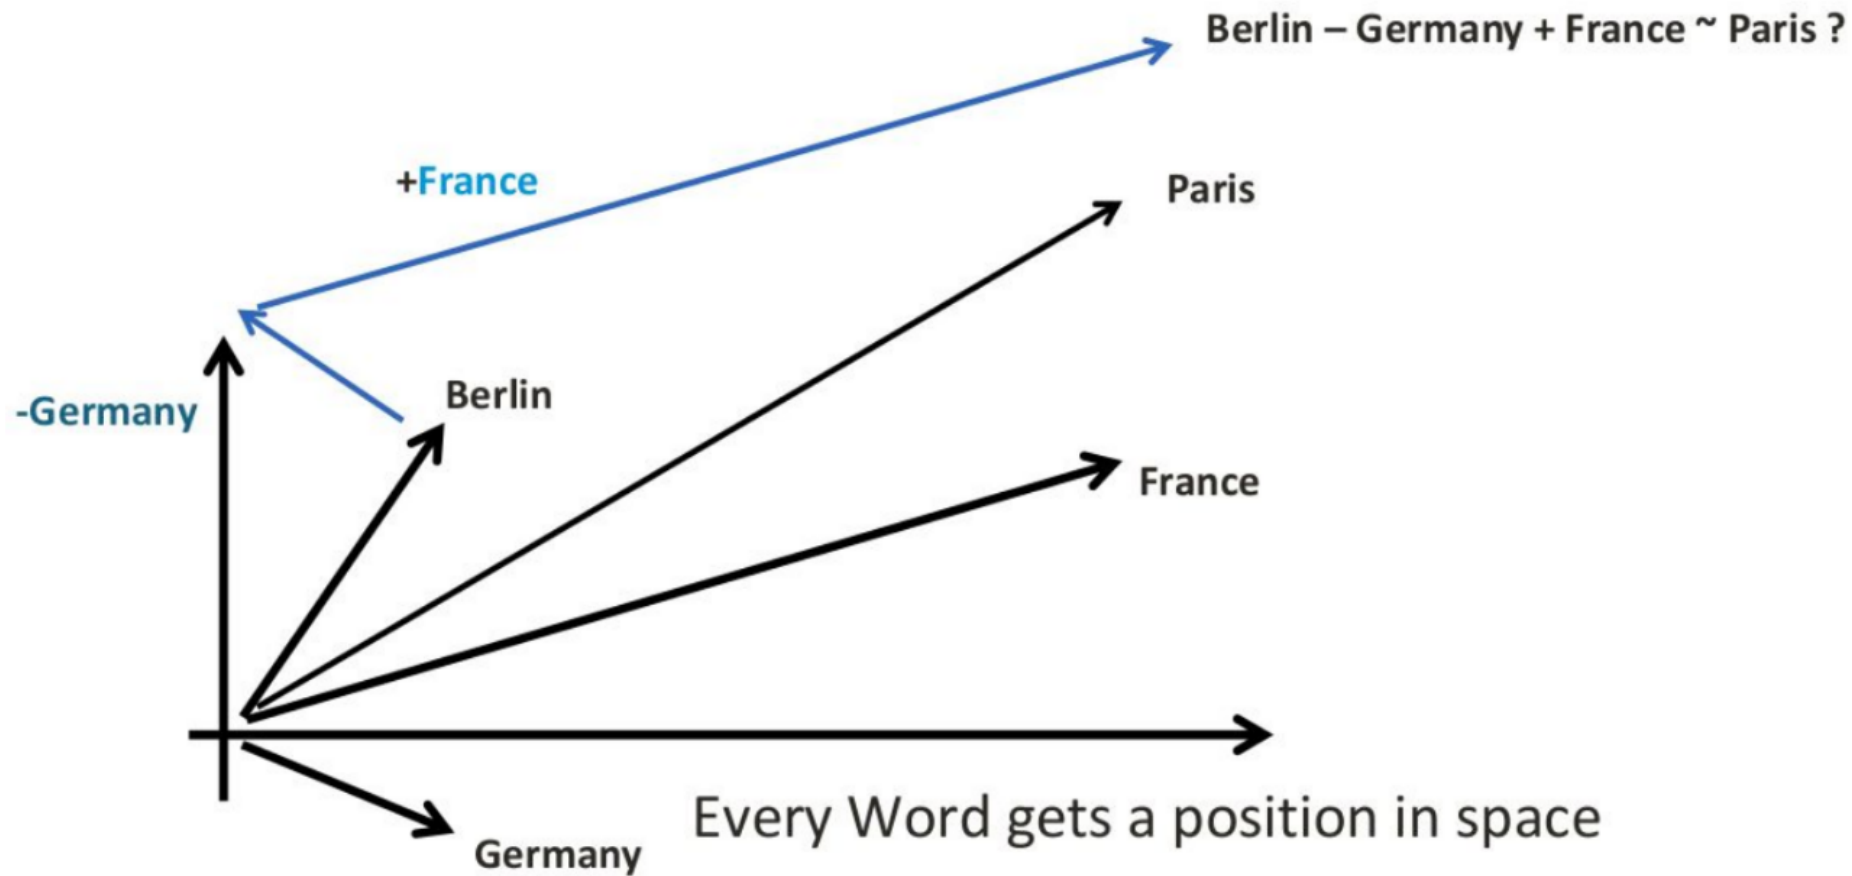 Berlin – Germany + France ~ Paris ?
+France
Paris
Berlin
-Germany
France
Every Word gets a position in space
Germany